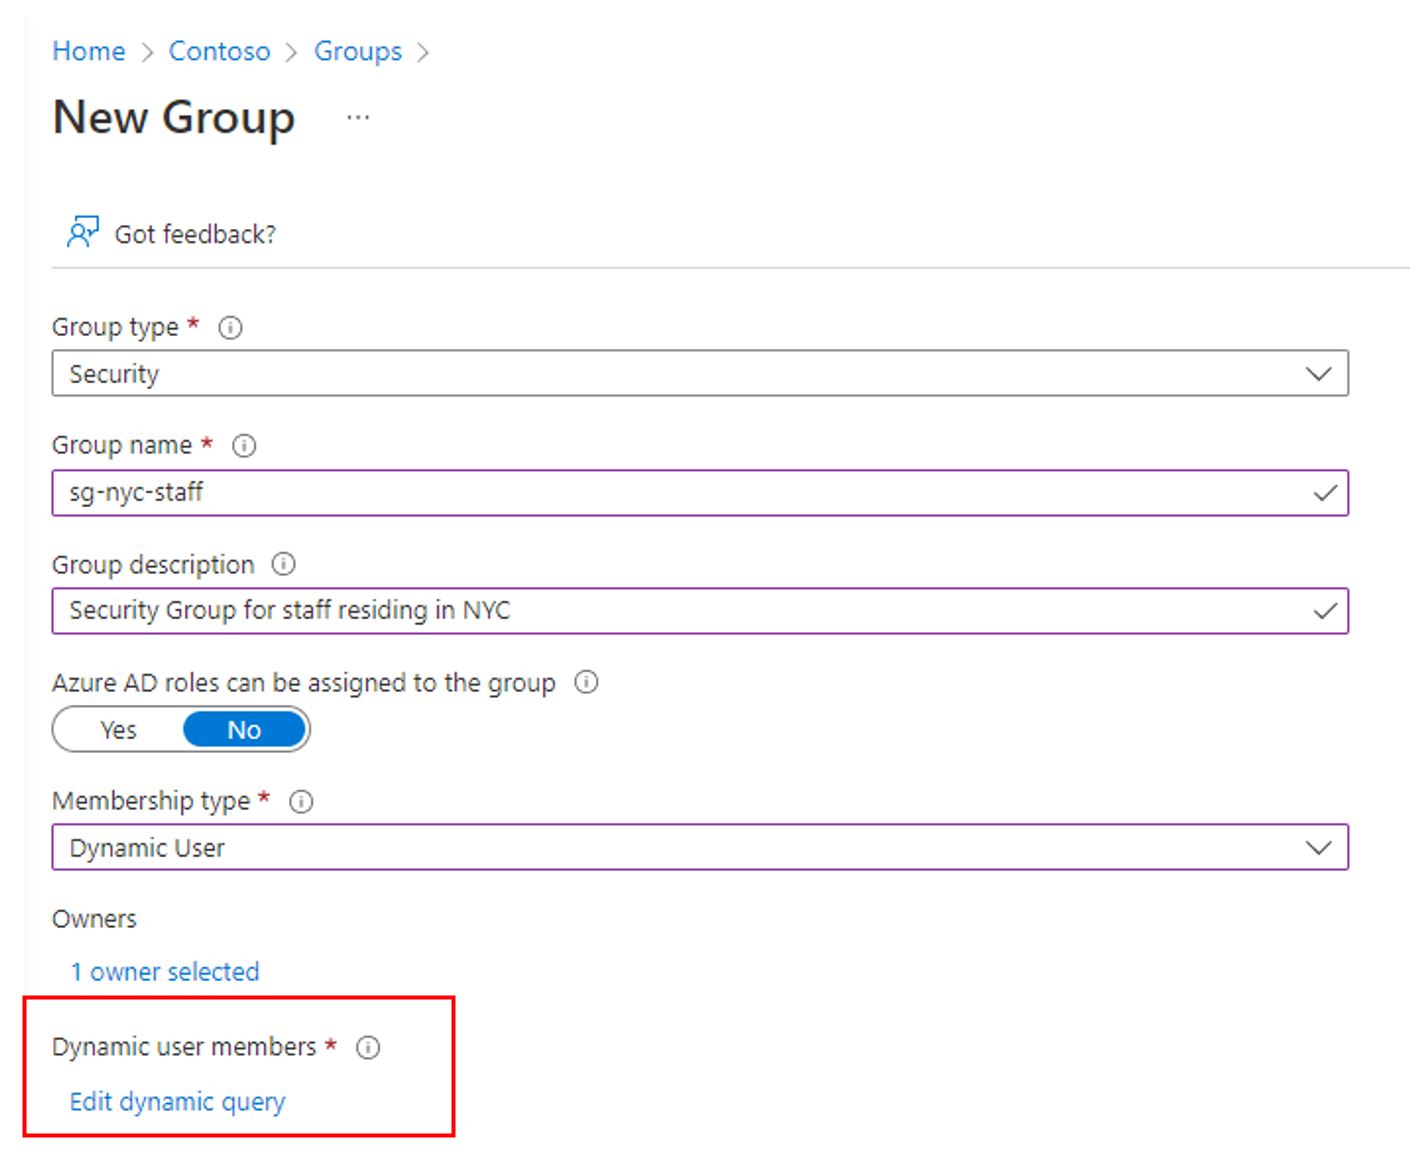 Home > Contoso > Groups >
New Group ...
Got feedback?
Group type *
Security
Group name *
sg-nyc-staff
Group description
Security Group for staff residing in NYC
Azure AD roles can be assigned to the group
Yes No
Membership type *
Dynamic User
Owners
1 owner selected
Dynamic user members *
Edit dynamic query